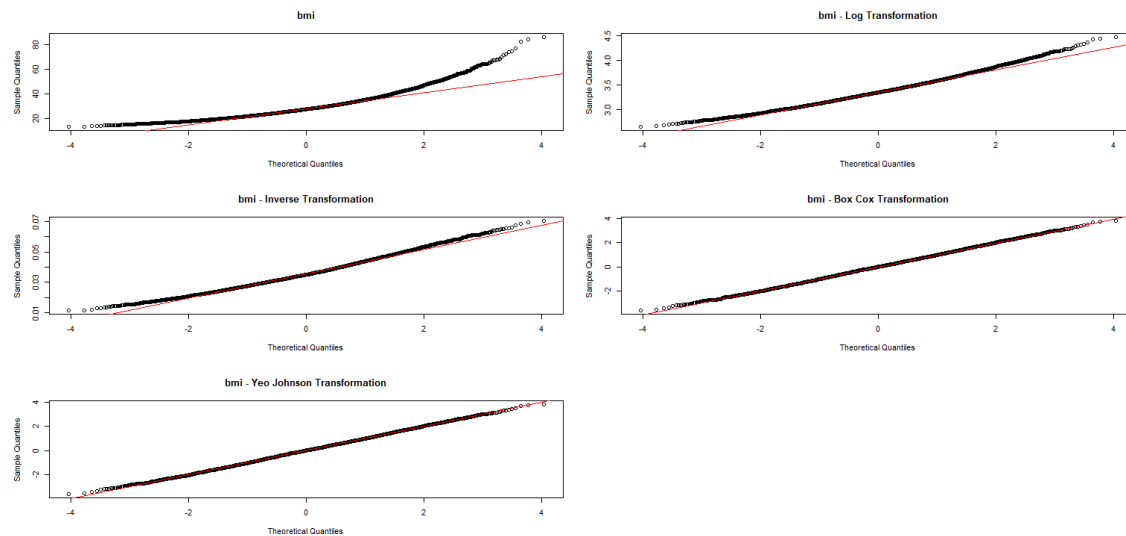 bmi
Sample Quantiles
80
60
40
20
-4 -2 0 2 4
Theoretical Quantiles
bmi - Log Transformation
Sample Quantiles
4.5
4.0
3.5
3.0
-4 -2 0 2 4
Theoretical Quantiles
bmi - Inverse Transformation
Sample Quantiles
0.07
0.05
0.03
0.01
-4 -2 0 2 4
Theoretical Quantiles
bmi - Box Cox Transformation
Sample Quantiles
4
2
0
-2
-4 -2 0 2 4
Theoretical Quantiles
bmi - Yeo Johnson Transformation
Sample Quantiles
4
2
0
-2
-4 -2 0 2 4
Theoretical Quantiles